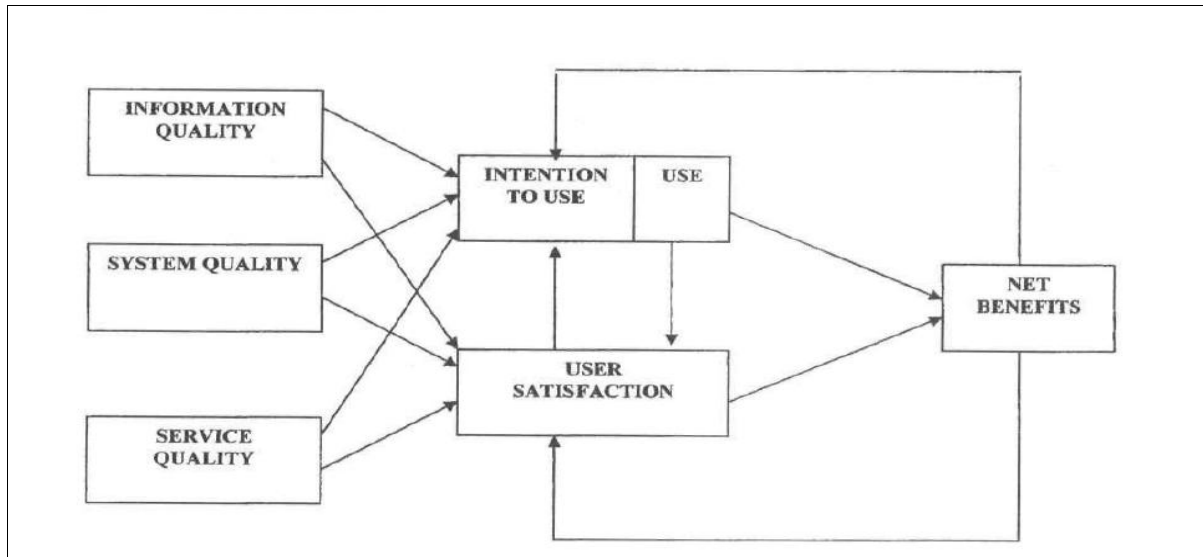 INFORMATION
QUALITY
INTENTION
TO USE
USE
SYSTEM QUALITY
NET
BENEFITS
USER
SATISFACTION
SERVICE
QUALITY